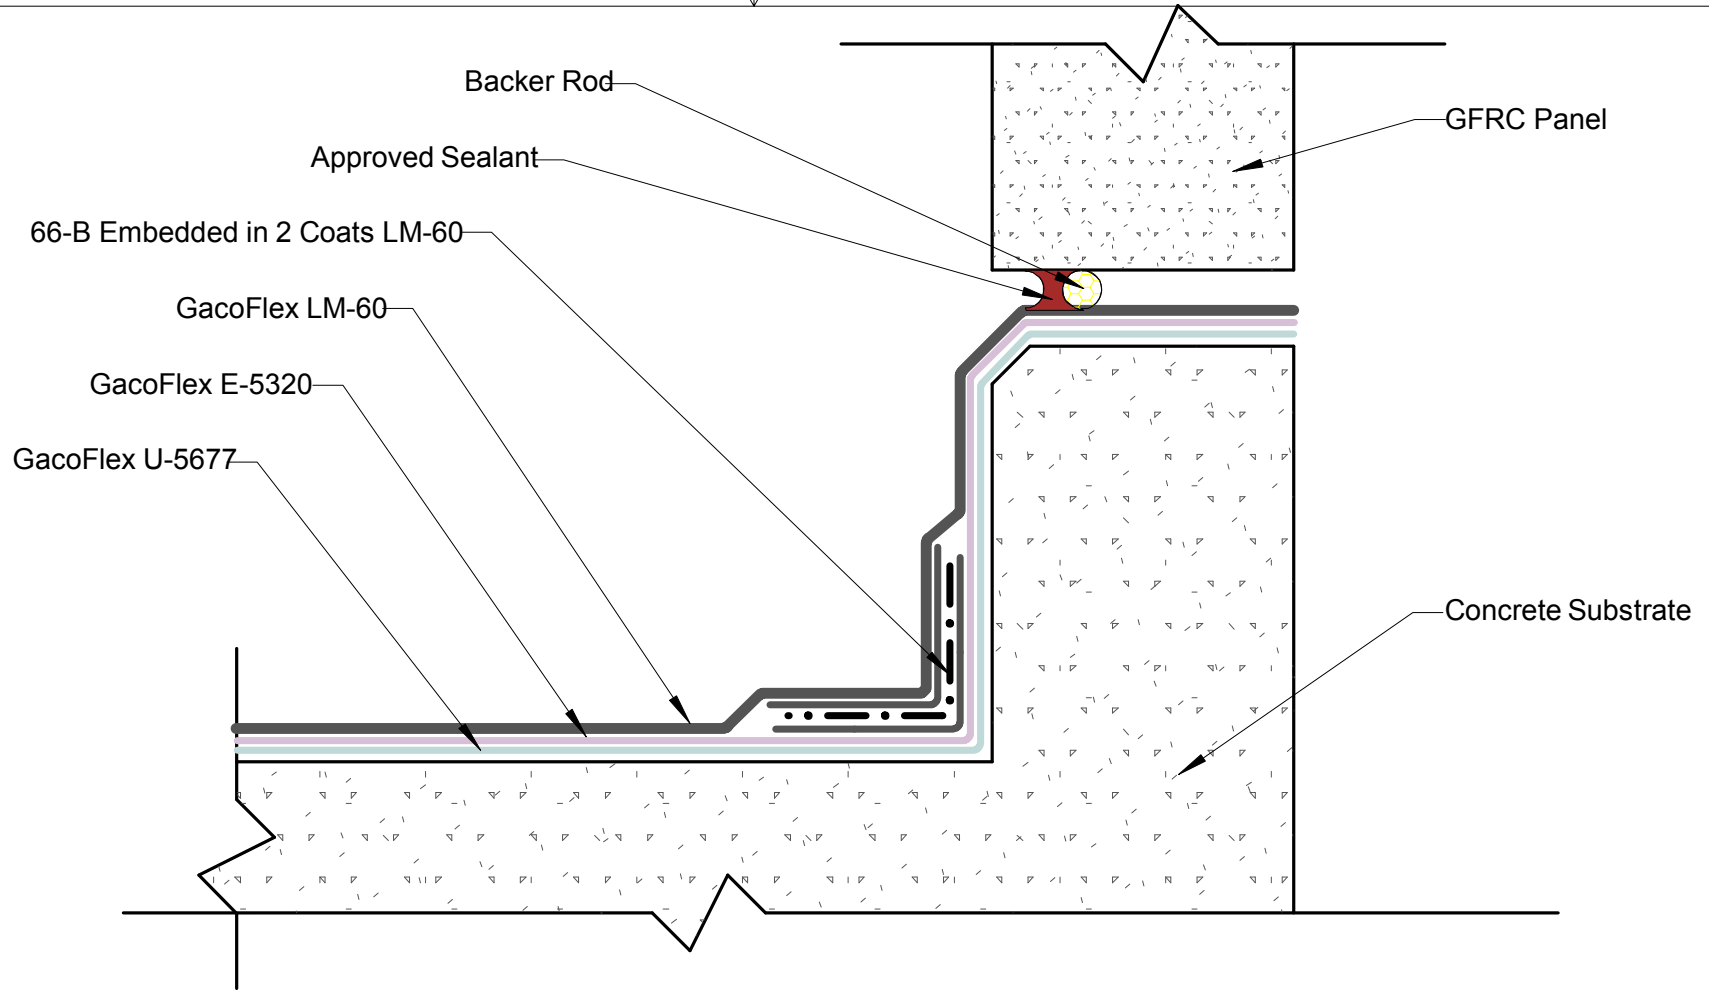 Backer Rod
GFRC Panel
Approved Sealant
66-B Embedded in 2 Coats LM-60
GacoFlex LM-60
GacoFlex E-5320
GacoFlex U-5677
Concrete Substrate